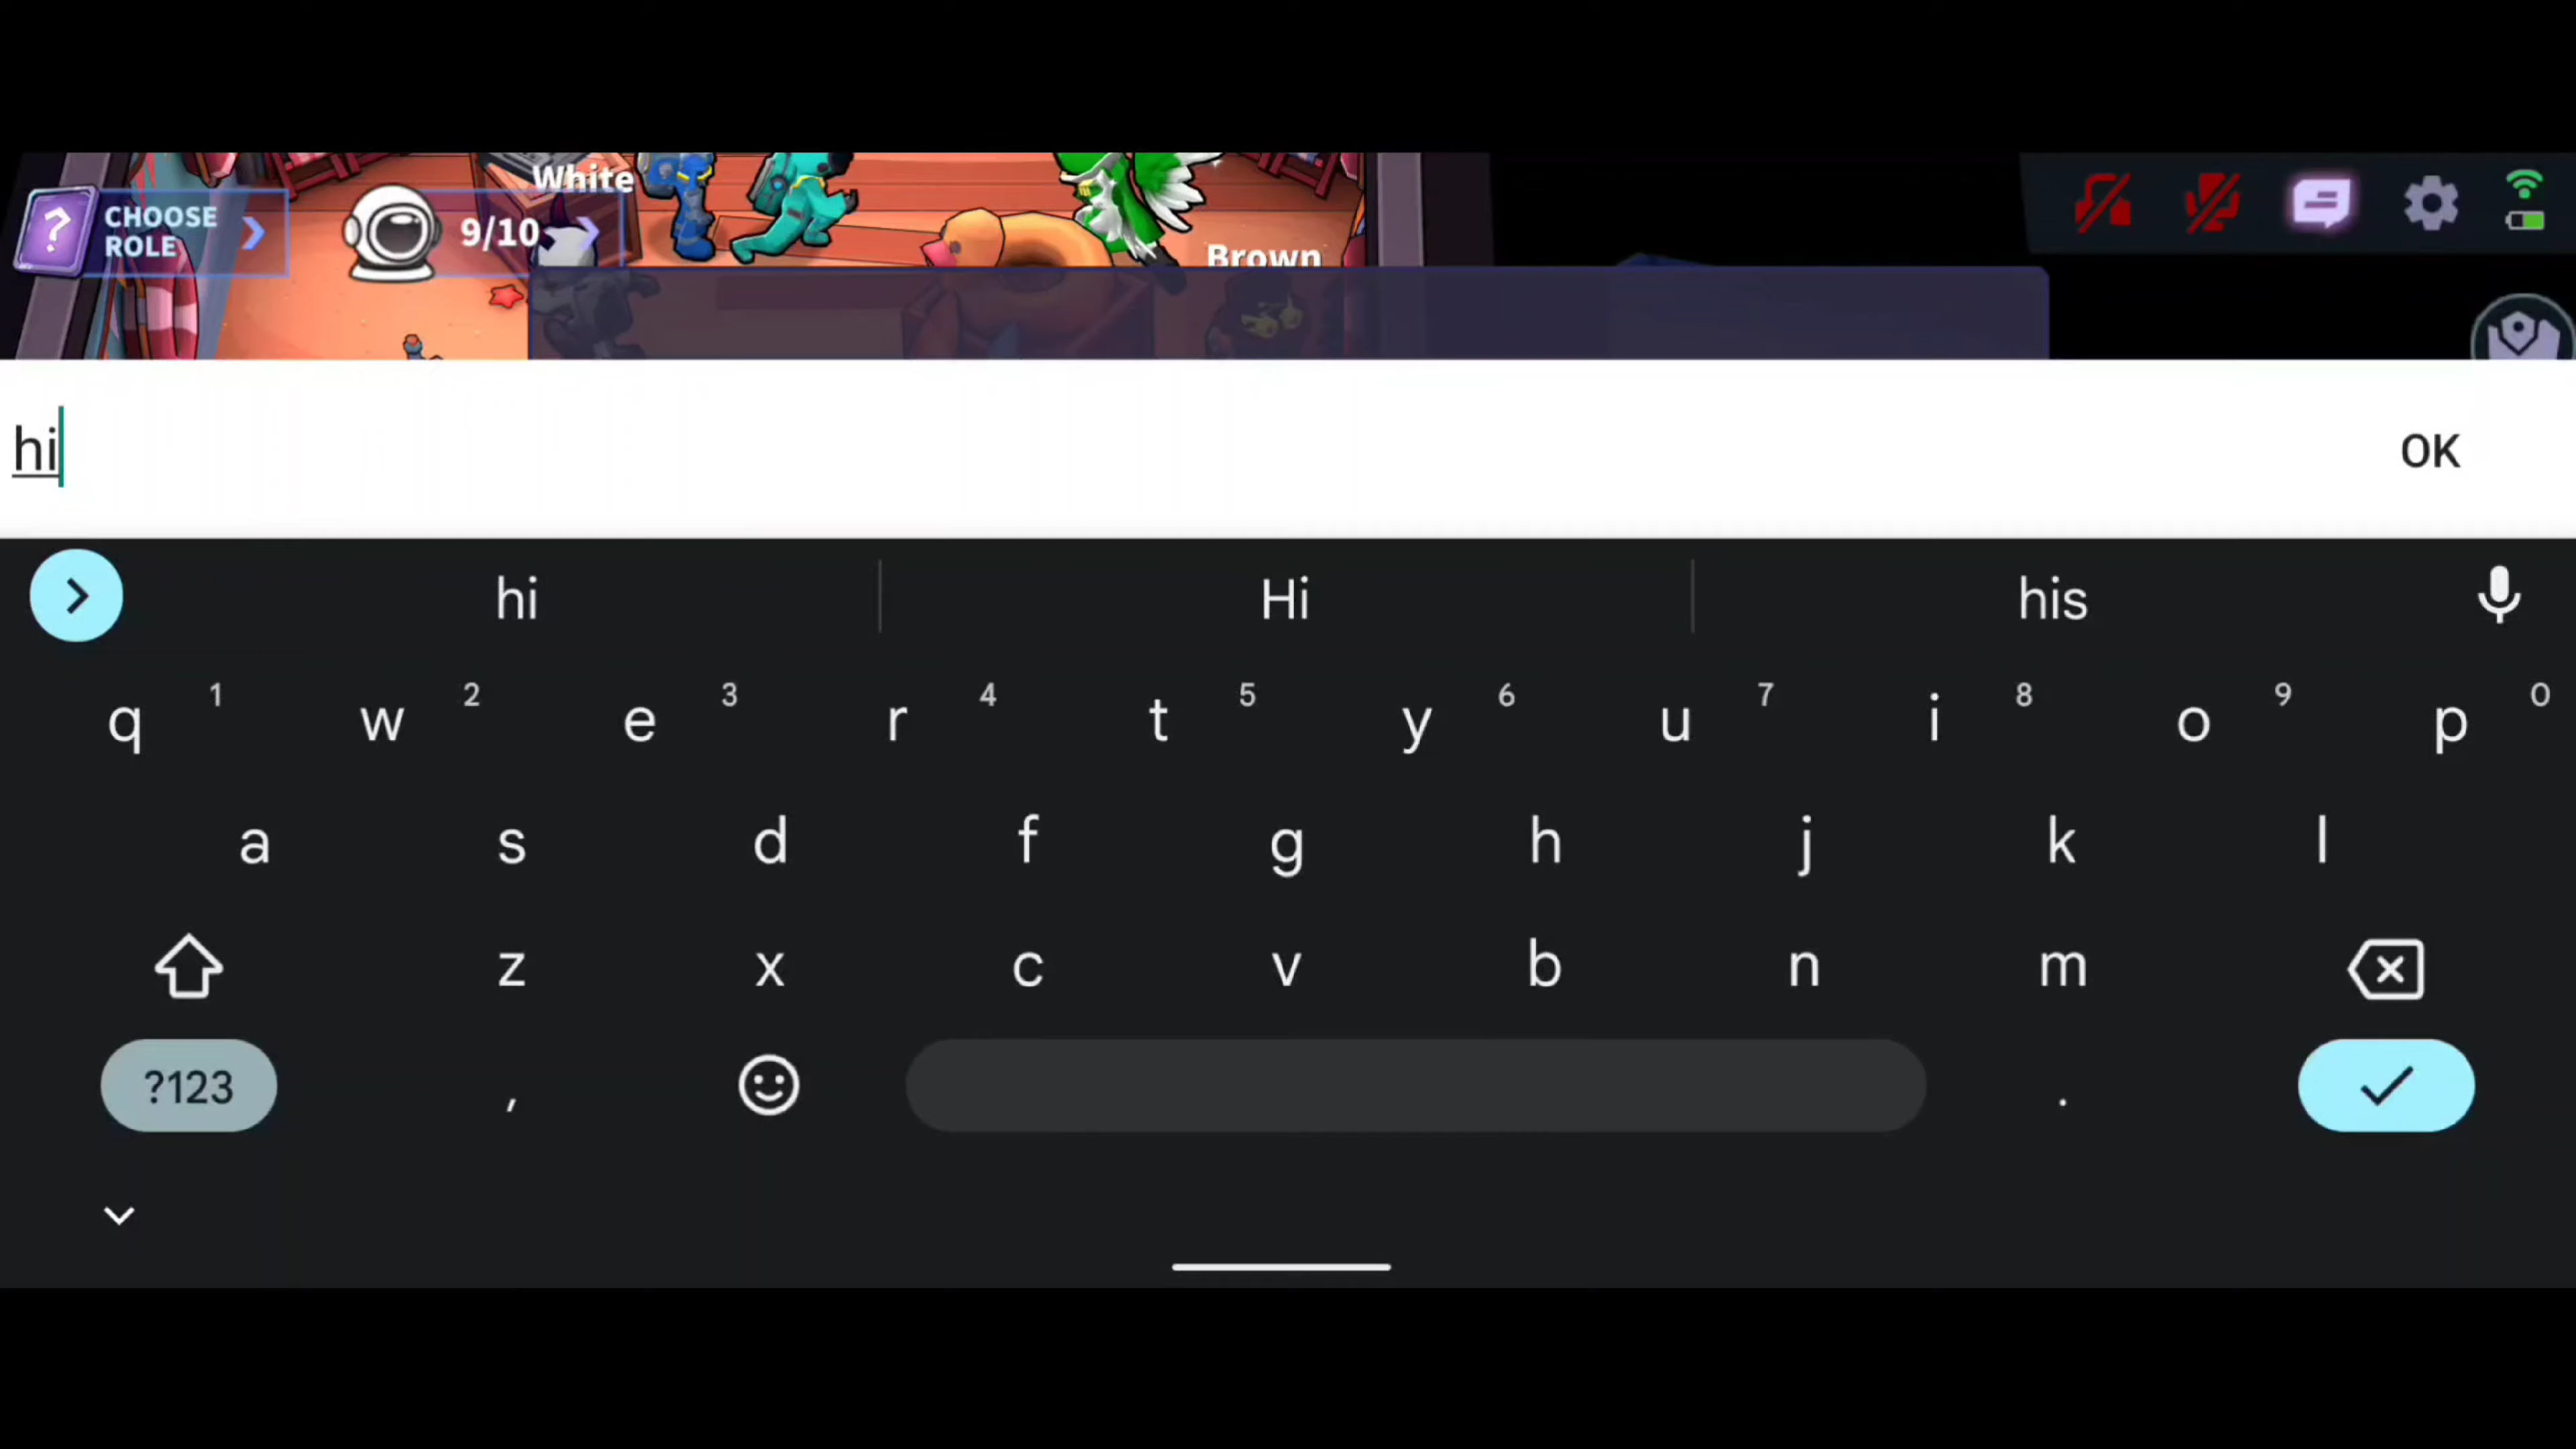 White
CHOOSE
ROLE
9/10
Brown
hi
OK
hi Hi his
q 1 w 2 e 3 r 4 t 5 y 6 u 7 i 8 o 9 p 0
a s d f g h j k l
z x c v b n m
?123 , .